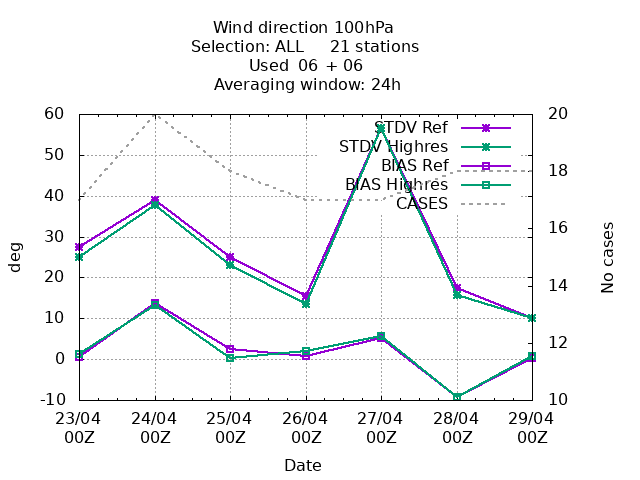 Wind direction 100hPa
Selection: ALL 21 stations
Used 06 + 06
Averaging window: 24h
60
50
40
30
20
10
0
-10
deg
20
18
16
14
12
10
No cases
STDV Ref
STDV Highres
BIAS Ref
BIAS Highres
CASES
23/04 24/04 25/04 26/04 27/04 28/04 29/04
00Z 00Z 00Z 00Z 00Z 00Z 00Z
Date